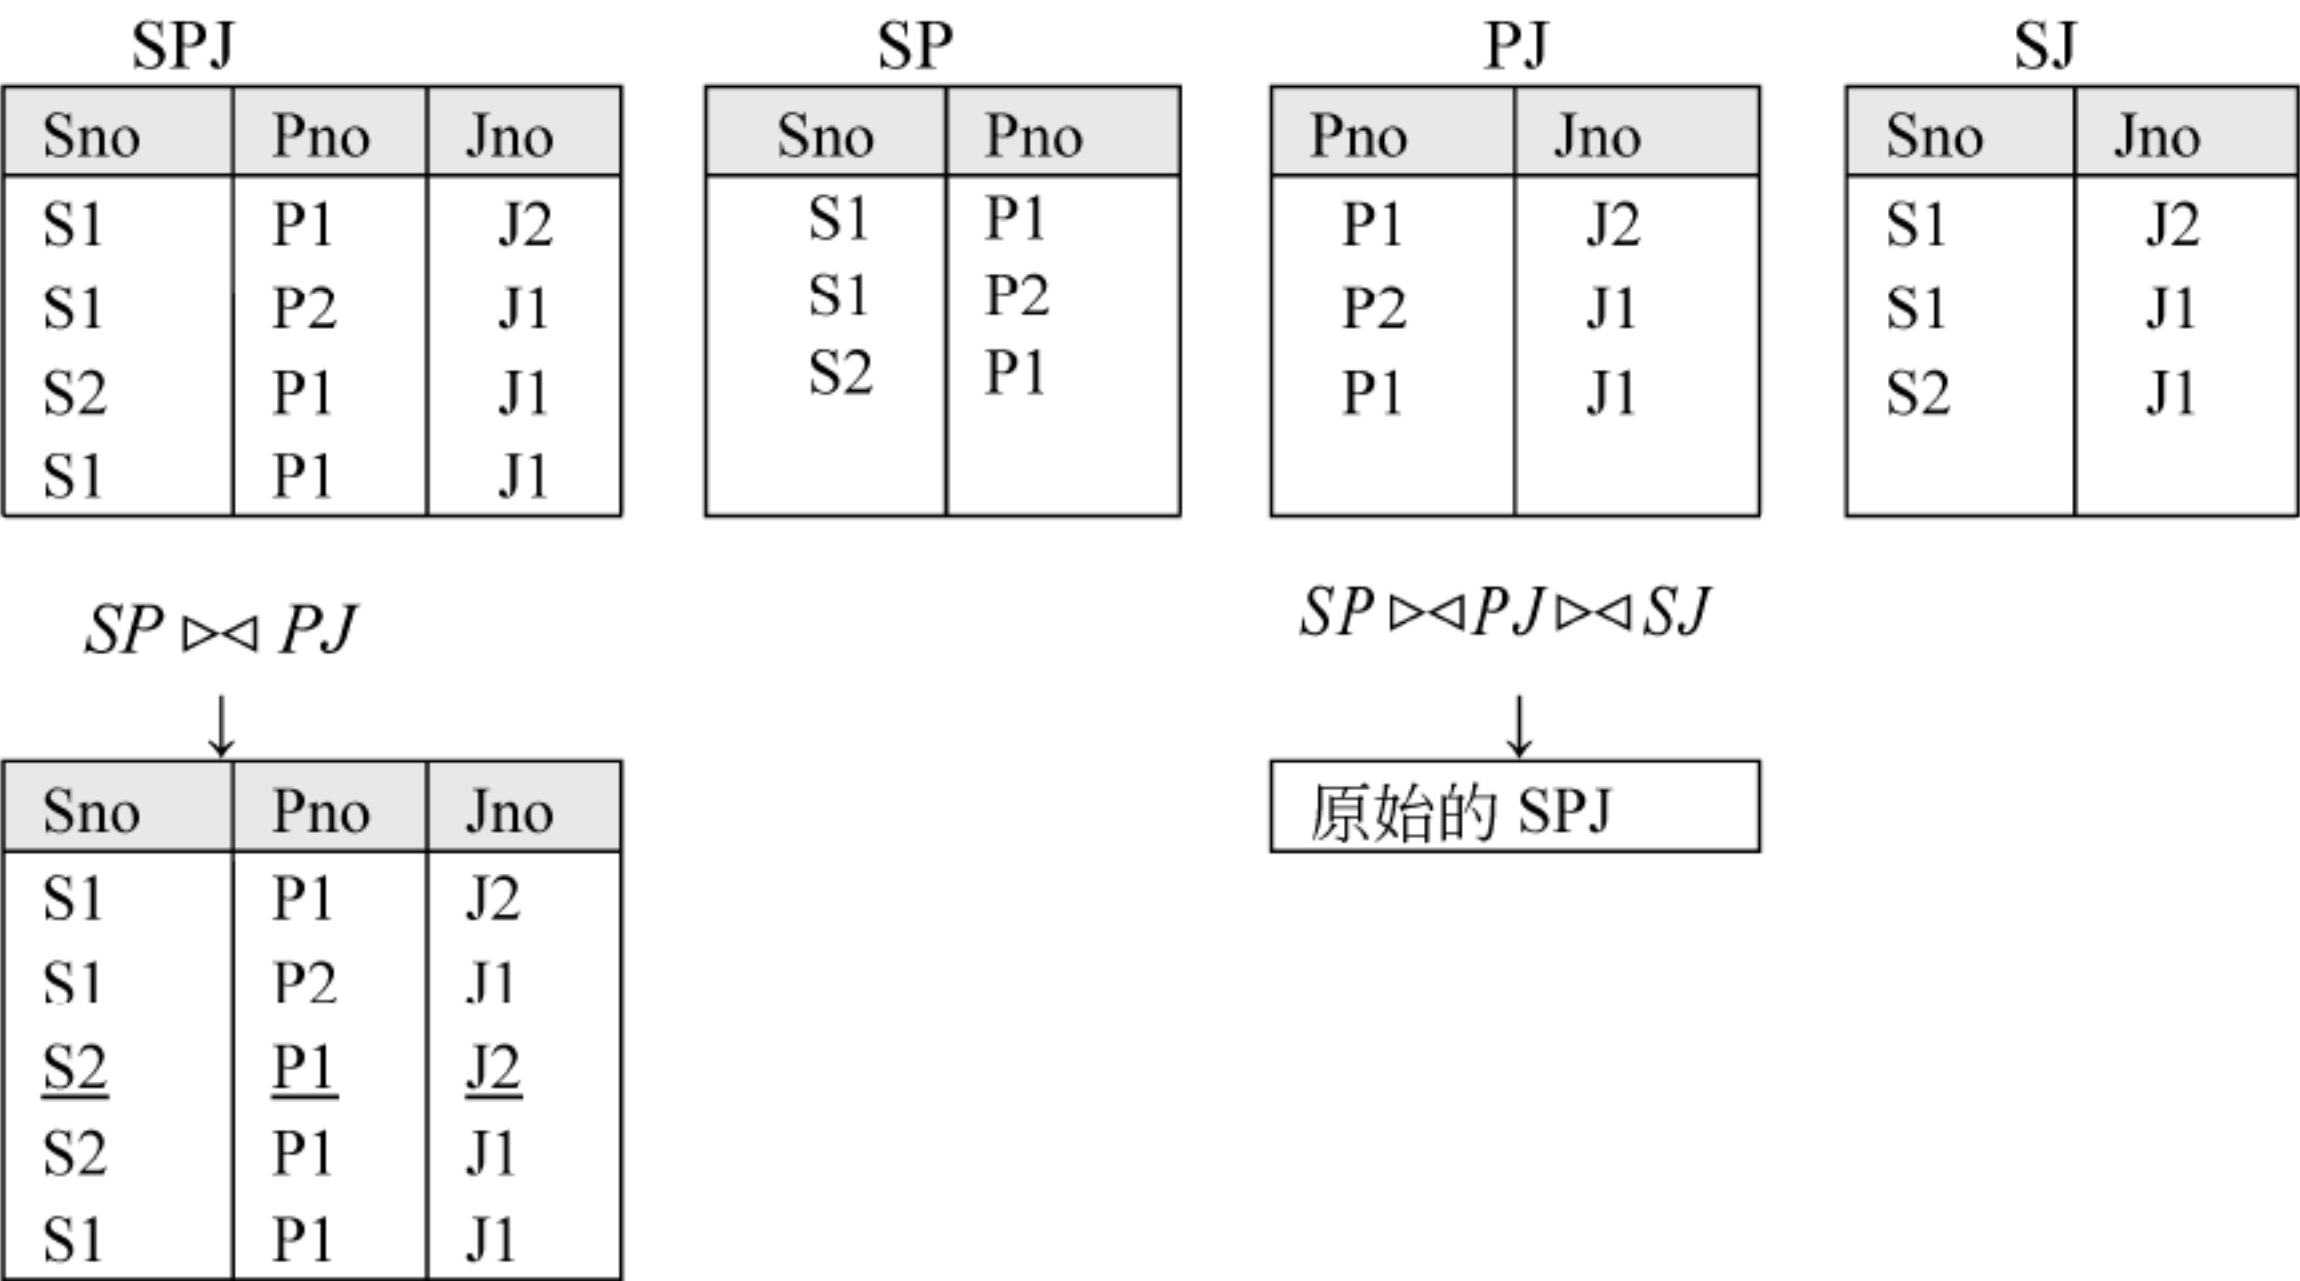 SPJ SP PJ SJ
Sno Pno Jno Sno Pno Pno Jno Sno Jno
S1 P1 J2 S1 P1 P1 J2 S1 J2
S1 P2 J1 S1 P2 P2 J1 S1 J1
S2 P1 J1 S2 P1 P1 J1 S2 J1
S1 P1 J1
SP ▷◁ PJ SP ▷◁ PJ ▷◁ SJ
↓ ↓
Sno Pno Jno 原始的 SPJ
S1 P1 J2
S1 P2 J1
S2 P1 J2
S2 P1 J1
S1 P1 J1